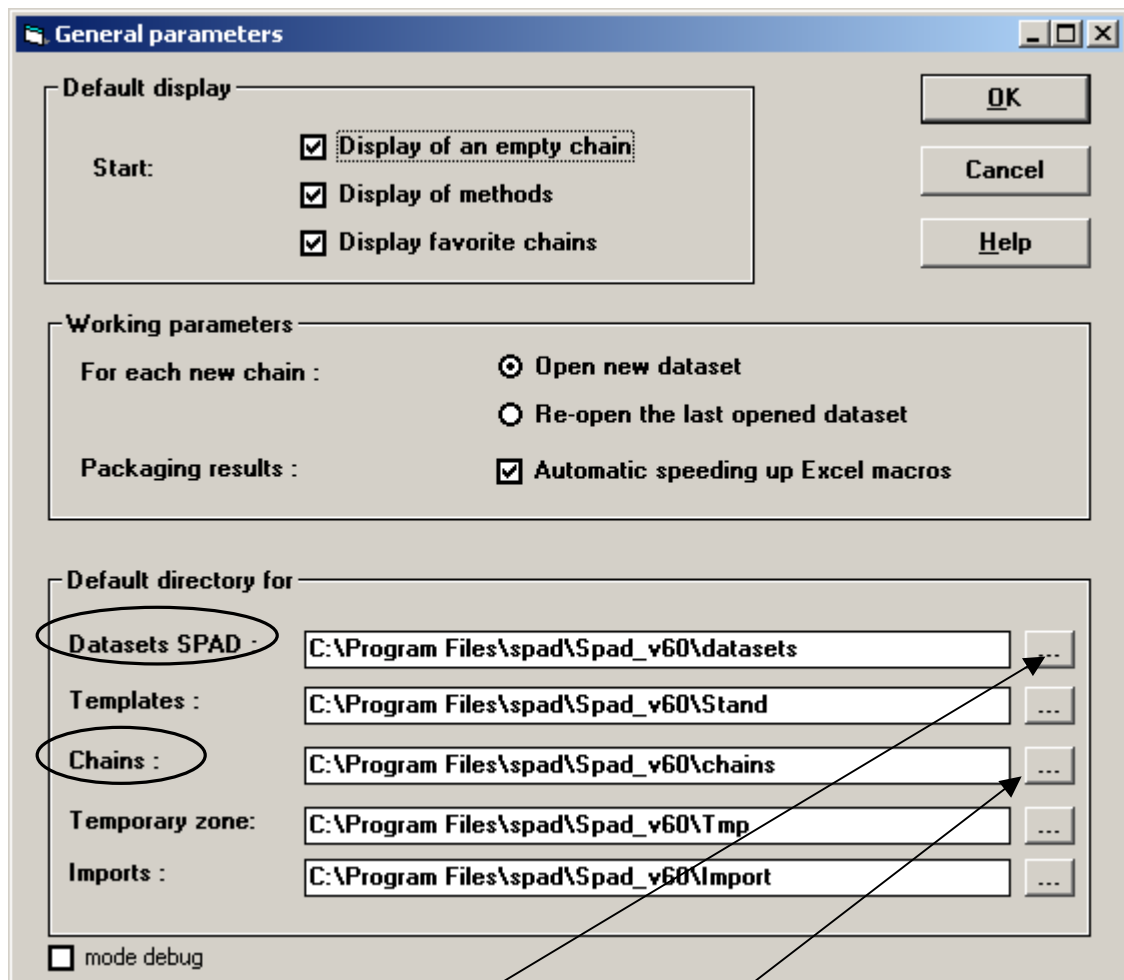 General parameters
Default display
OK
Start:
Display of an empty chain
Cancel
Display of methods
Display favorite chains
Help
Working parameters
For each new chain :
Open new dataset
Re-open the last opened dataset
Packaging results :
Automatic speeding up Excel macros
Default directory for
Datasets SPAD :
C:\Program Files\spad\Spad_v60\datasets
...
Templates :
C:\Program Files\spad\Spad_v60\Stand
...
Chains :
C:\Program Files\spad\Spad_v60\chains
...
Temporary zone:
C:\Program Files\spad\Spad_v60\Tmp
...
Imports :
C:\Program Files\spad\Spad_v60\Import
...
mode debug